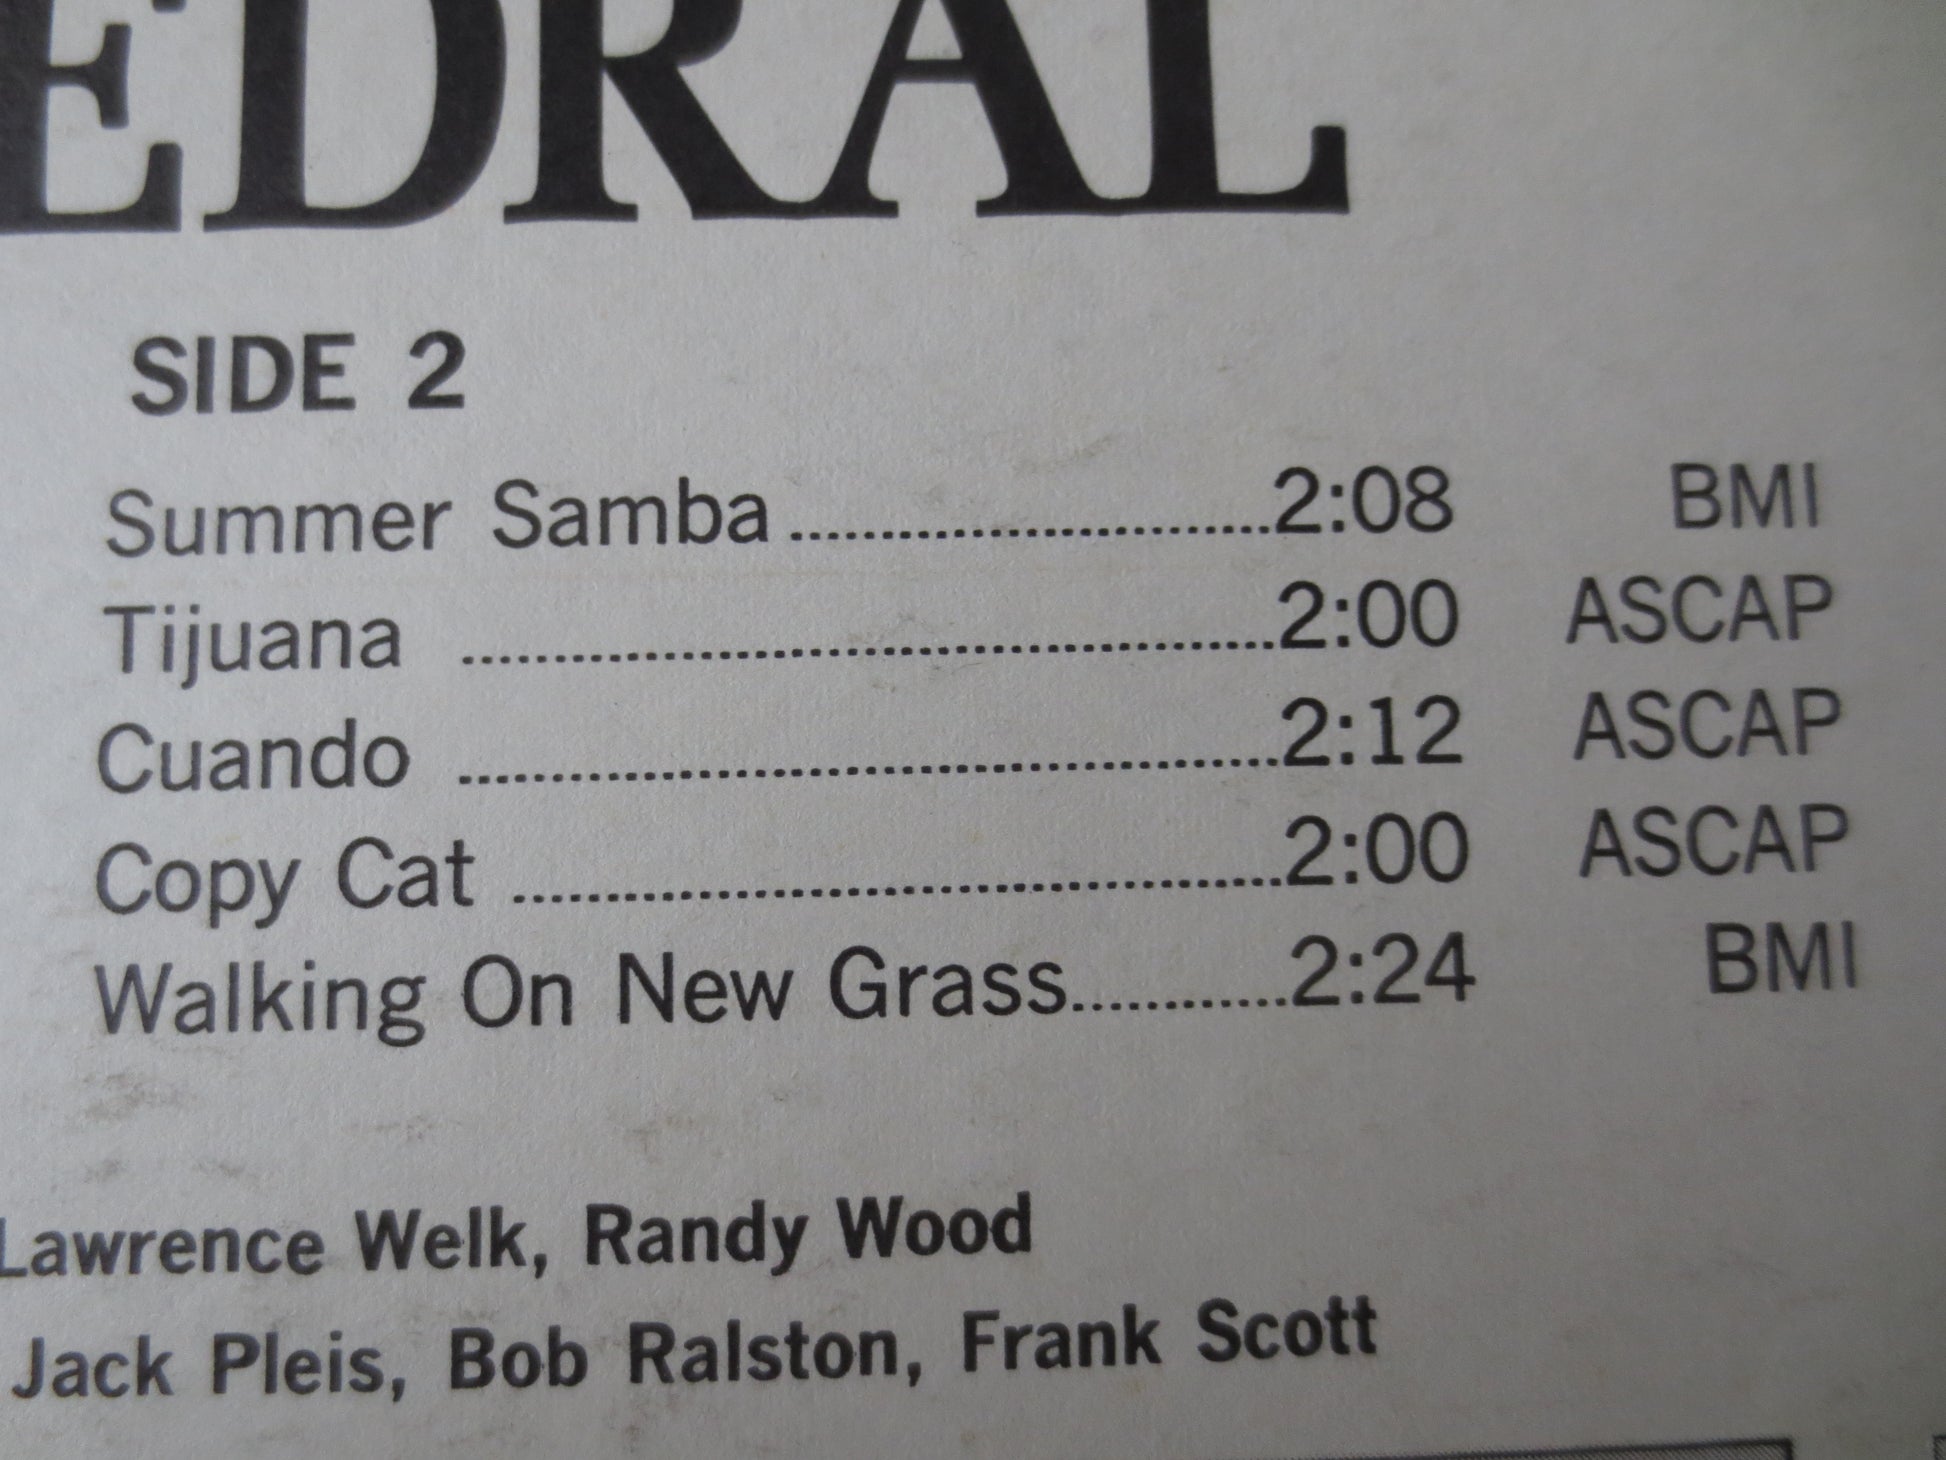 EDRAL
SIDE 2
Summer Samba..........................2:08 BMI
Tijuana ............................................2:00 ASCAP
Cuando ............................................2:12 ASCAP
Copy Cat .........................................2:00 ASCAP
Walking On New Grass............2:24 BMI
Lawrence Welk, Randy Wood
Jack Pleis, Bob Ralston, Frank Scott